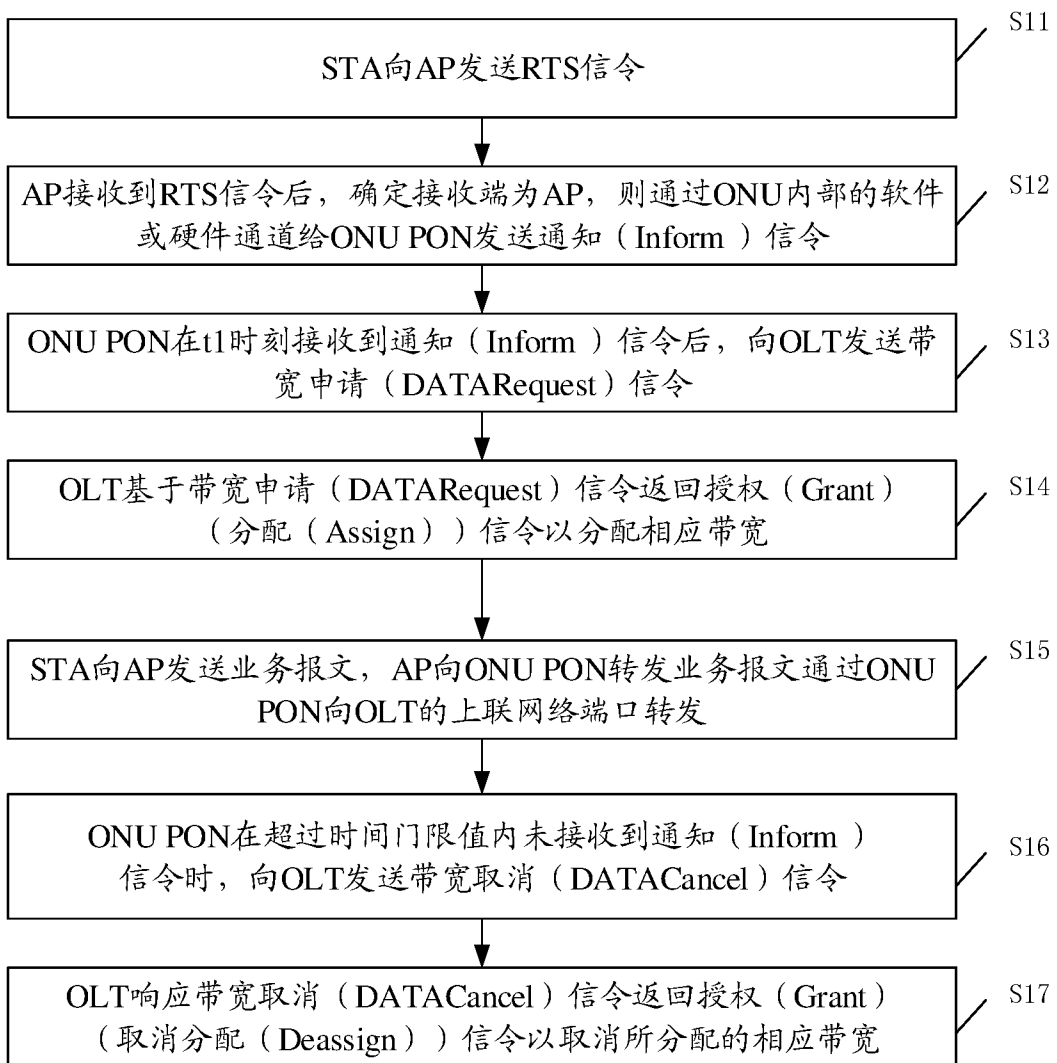 S11
STA向AP发送RTS信令
S12
AP接收到RTS信令后，确定接收端为AP，则通过ONU内部的软件
或硬件通道给ONU PON发送通知（Inform ）信令
S13
ONU PON在t1时刻接收到通知（Inform ）信令后，向OLT发送带
宽申请（DATARequest）信令
S14
OLT基于带宽申请（DATARequest）信令返回授权（Grant）
（分配（Assign））信令以分配相应带宽
S15
STA向AP发送业务报文，AP向ONU PON转发业务报文通过ONU
PON向OLT的上联网络端口转发
S16
ONU PON在超过时间门限值内未接收到通知（Inform ）
信令时，向OLT发送带宽取消（DATACancel）信令
S17
OLT响应带宽取消（DATACancel）信令返回授权（Grant）
（取消分配（Deassign））信令以取消所分配的相应带宽